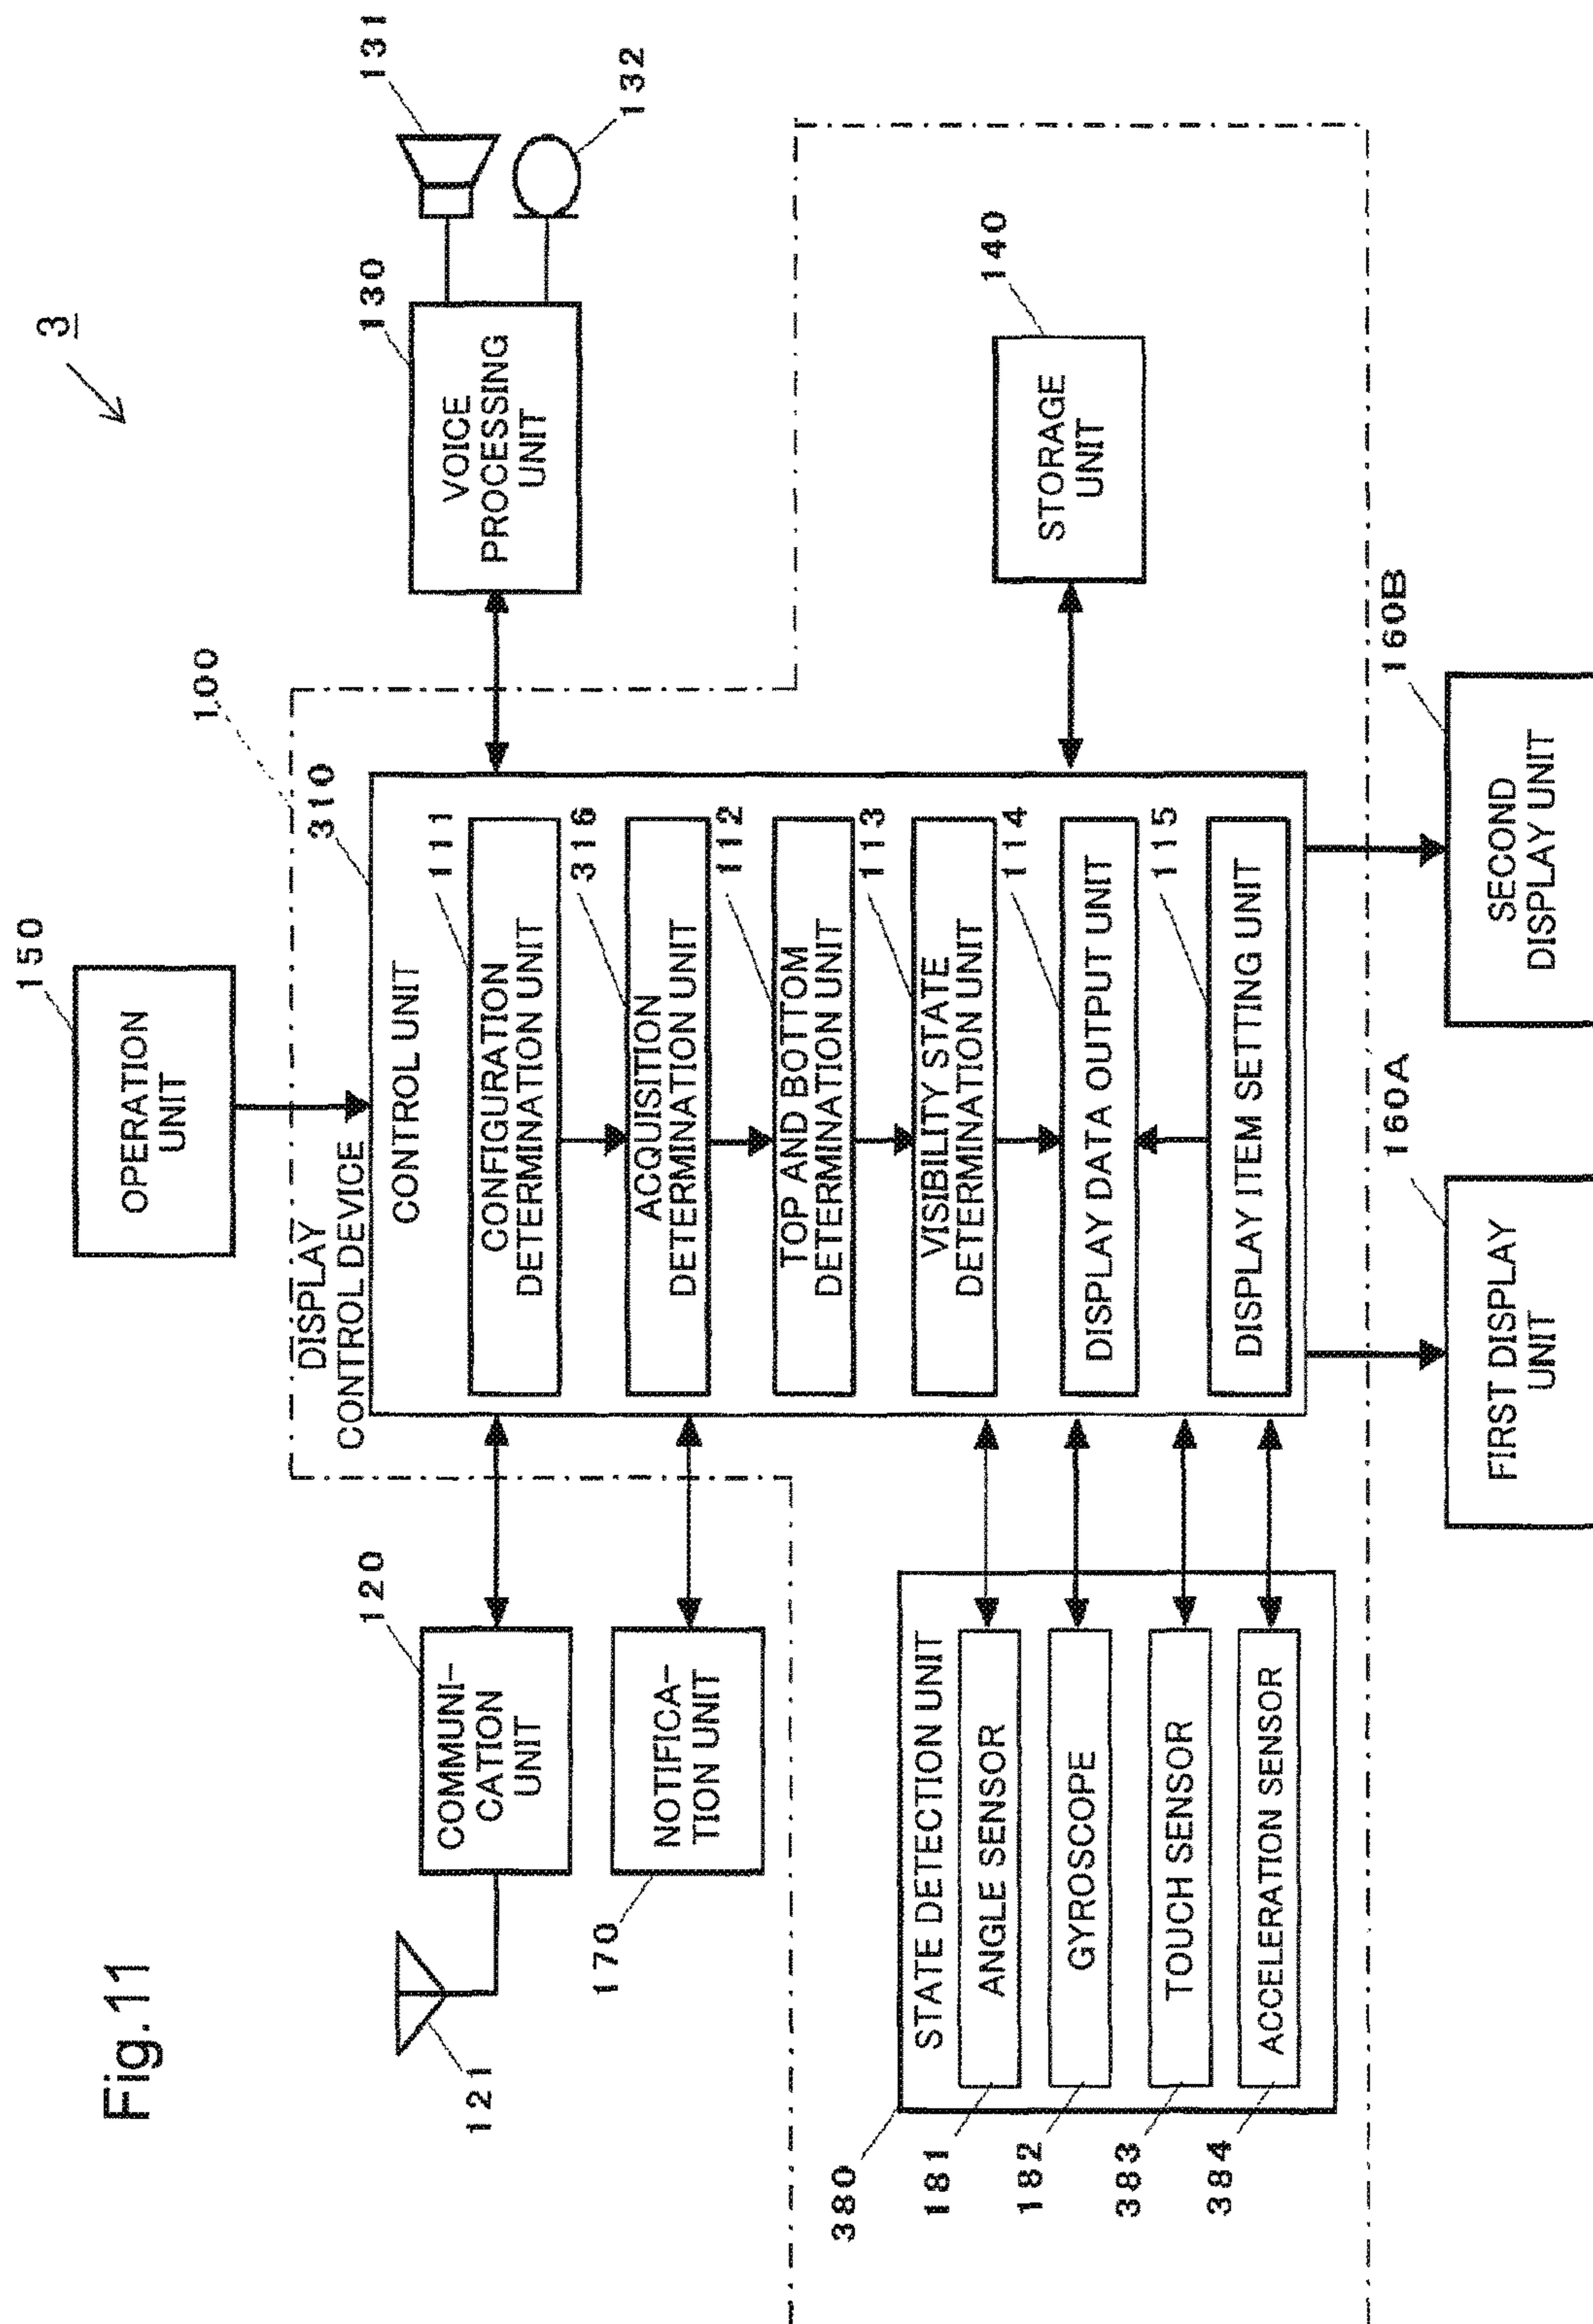 Fig.11
3
150
OPERATION
UNIT
100
DISPLAY
CONTROL DEVICE
310
CONTROL UNIT
111
CONFIGURATION
DETERMINATION UNIT
316
ACQUISITION
DETERMINATION UNIT
112
TOP AND BOTTOM
DETERMINATION UNIT
113
VISIBILITY STATE
DETERMINATION UNIT
114
DISPLAY DATA OUTPUT UNIT
115
DISPLAY ITEM SETTING UNIT
121
120
COMMUNI-
CATION
UNIT
170
NOTIFICA-
TION UNIT
130
VOICE
PROCESSING
UNIT
131
132
140
STORAGE
UNIT
380
STATE DETECTION UNIT
181
ANGLE SENSOR
182
GYROSCOPE
383
TOUCH SENSOR
384
ACCELERATION SENSOR
160A
FIRST DISPLAY
UNIT
160B
SECOND
DISPLAY UNIT